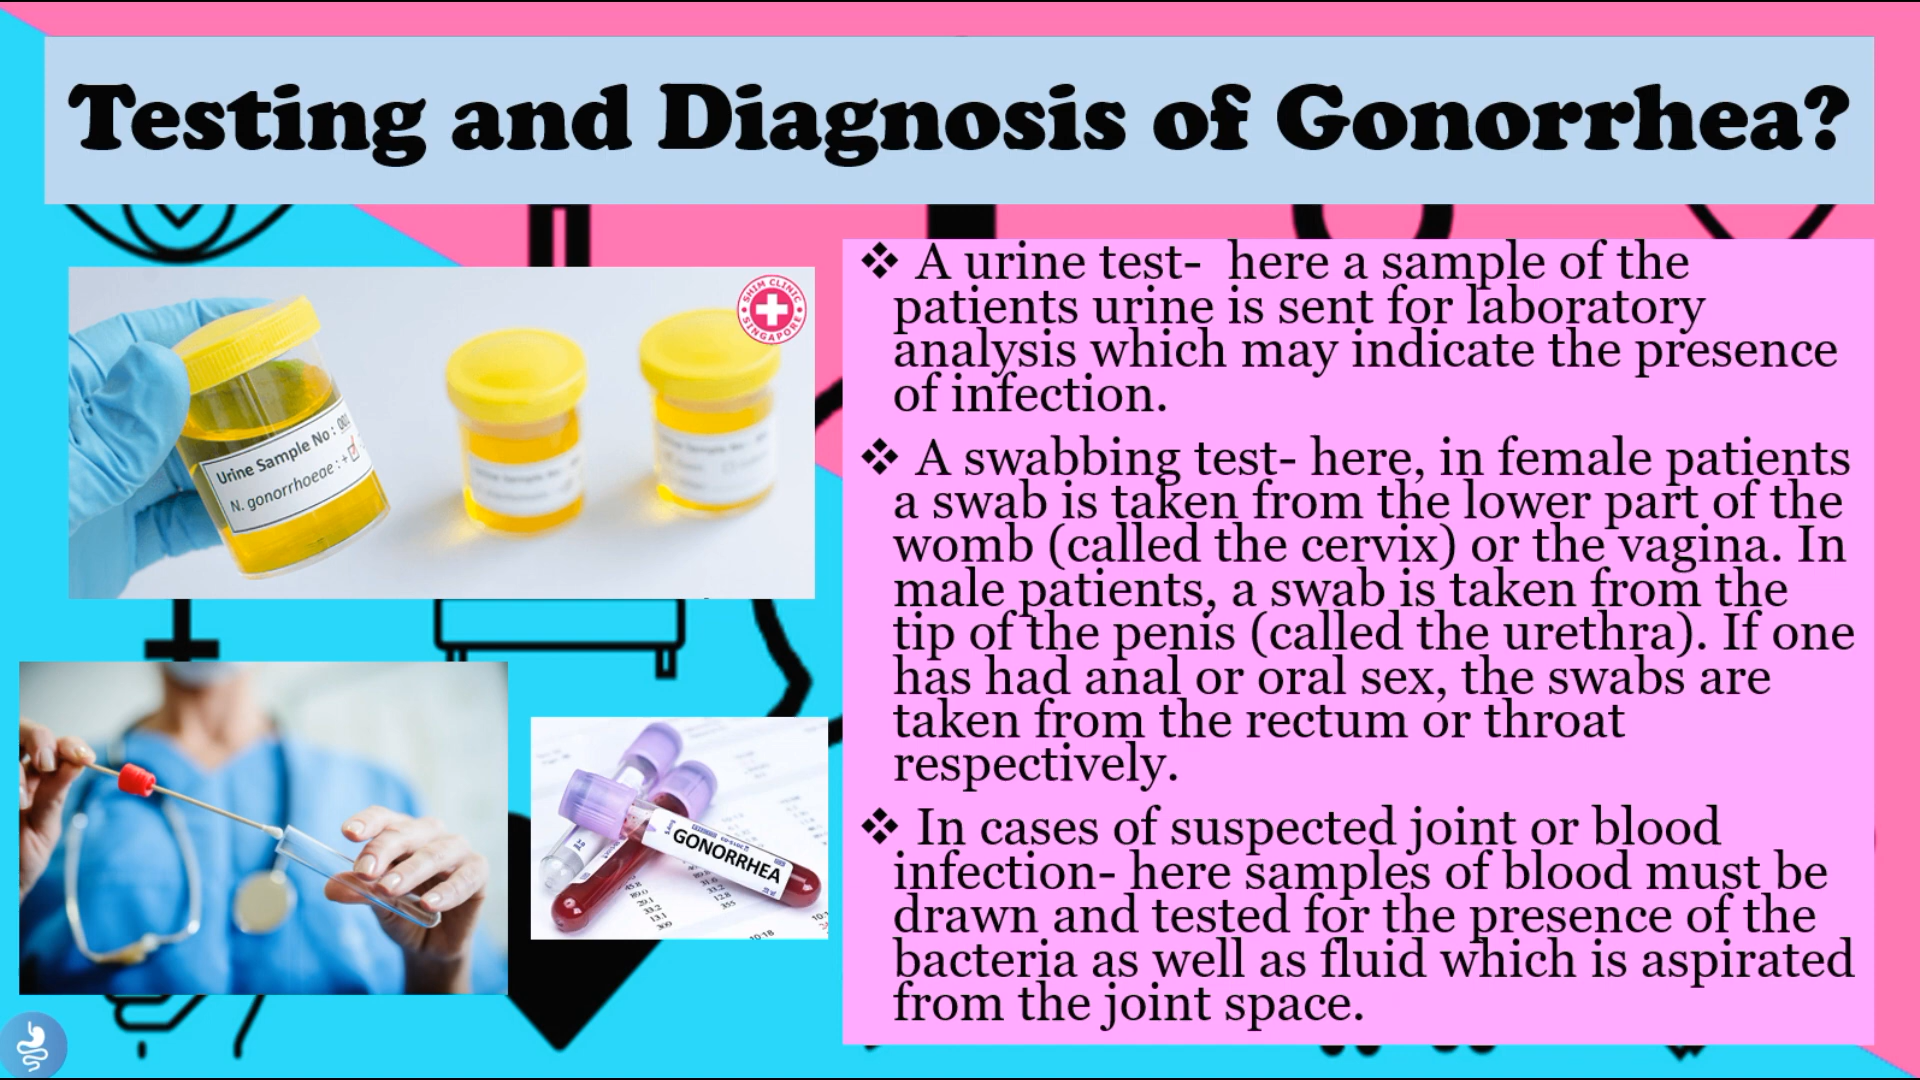 Testing and Diagnosis of Gonorrhea?
SHIM CLINIC
SINGAPORE
Urine Sample No : 001
N. gonorrhoeae : +
GONORRHEA
❖ A urine test- here a sample of the
patients urine is sent for laboratory
analysis which may indicate the presence
of infection.
❖ A swabbing test- here, in female patients
a swab is taken from the lower part of the
womb (called the cervix) or the vagina. In
male patients, a swab is taken from the
tip of the penis (called the urethra). If one
has had anal or oral sex, the swabs are
taken from the rectum or throat
respectively.
❖ In cases of suspected joint or blood
infection- here samples of blood must be
drawn and tested for the presence of the
bacteria as well as fluid which is aspirated
from the joint space.